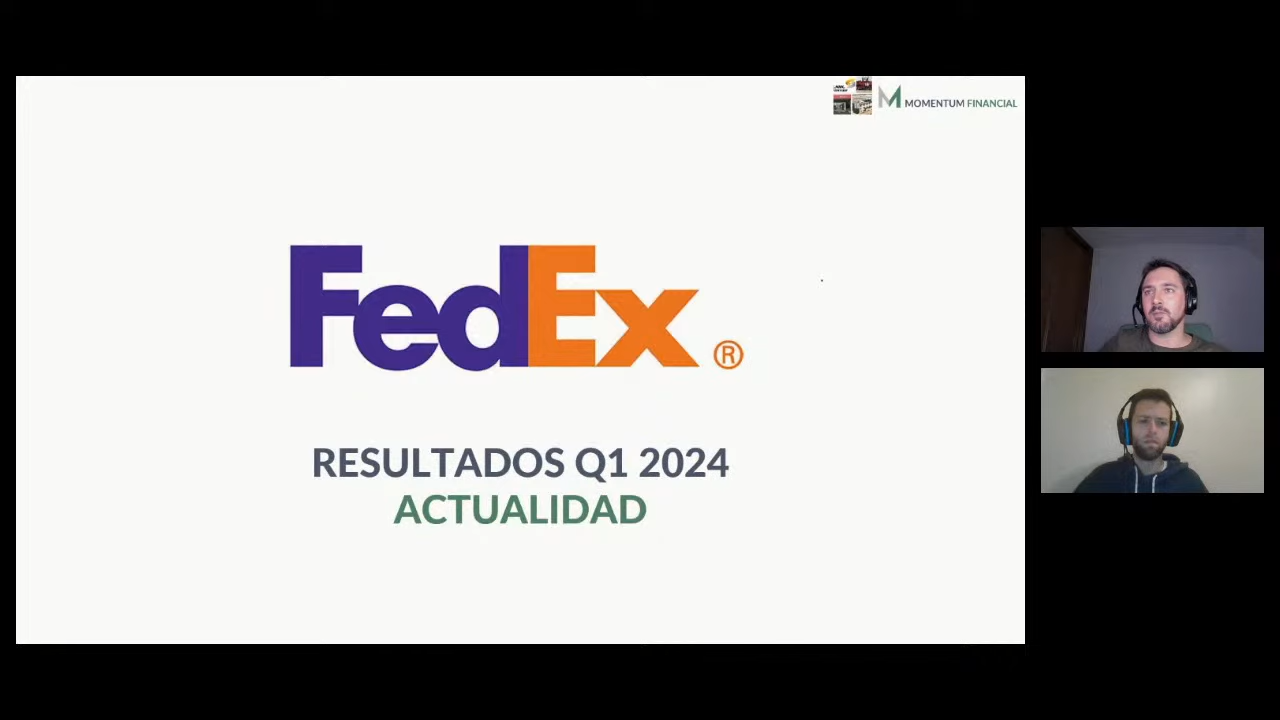 MOMENTUM FINANCIAL
FedEx ®
RESULTADOS Q1 2024
ACTUALIDAD